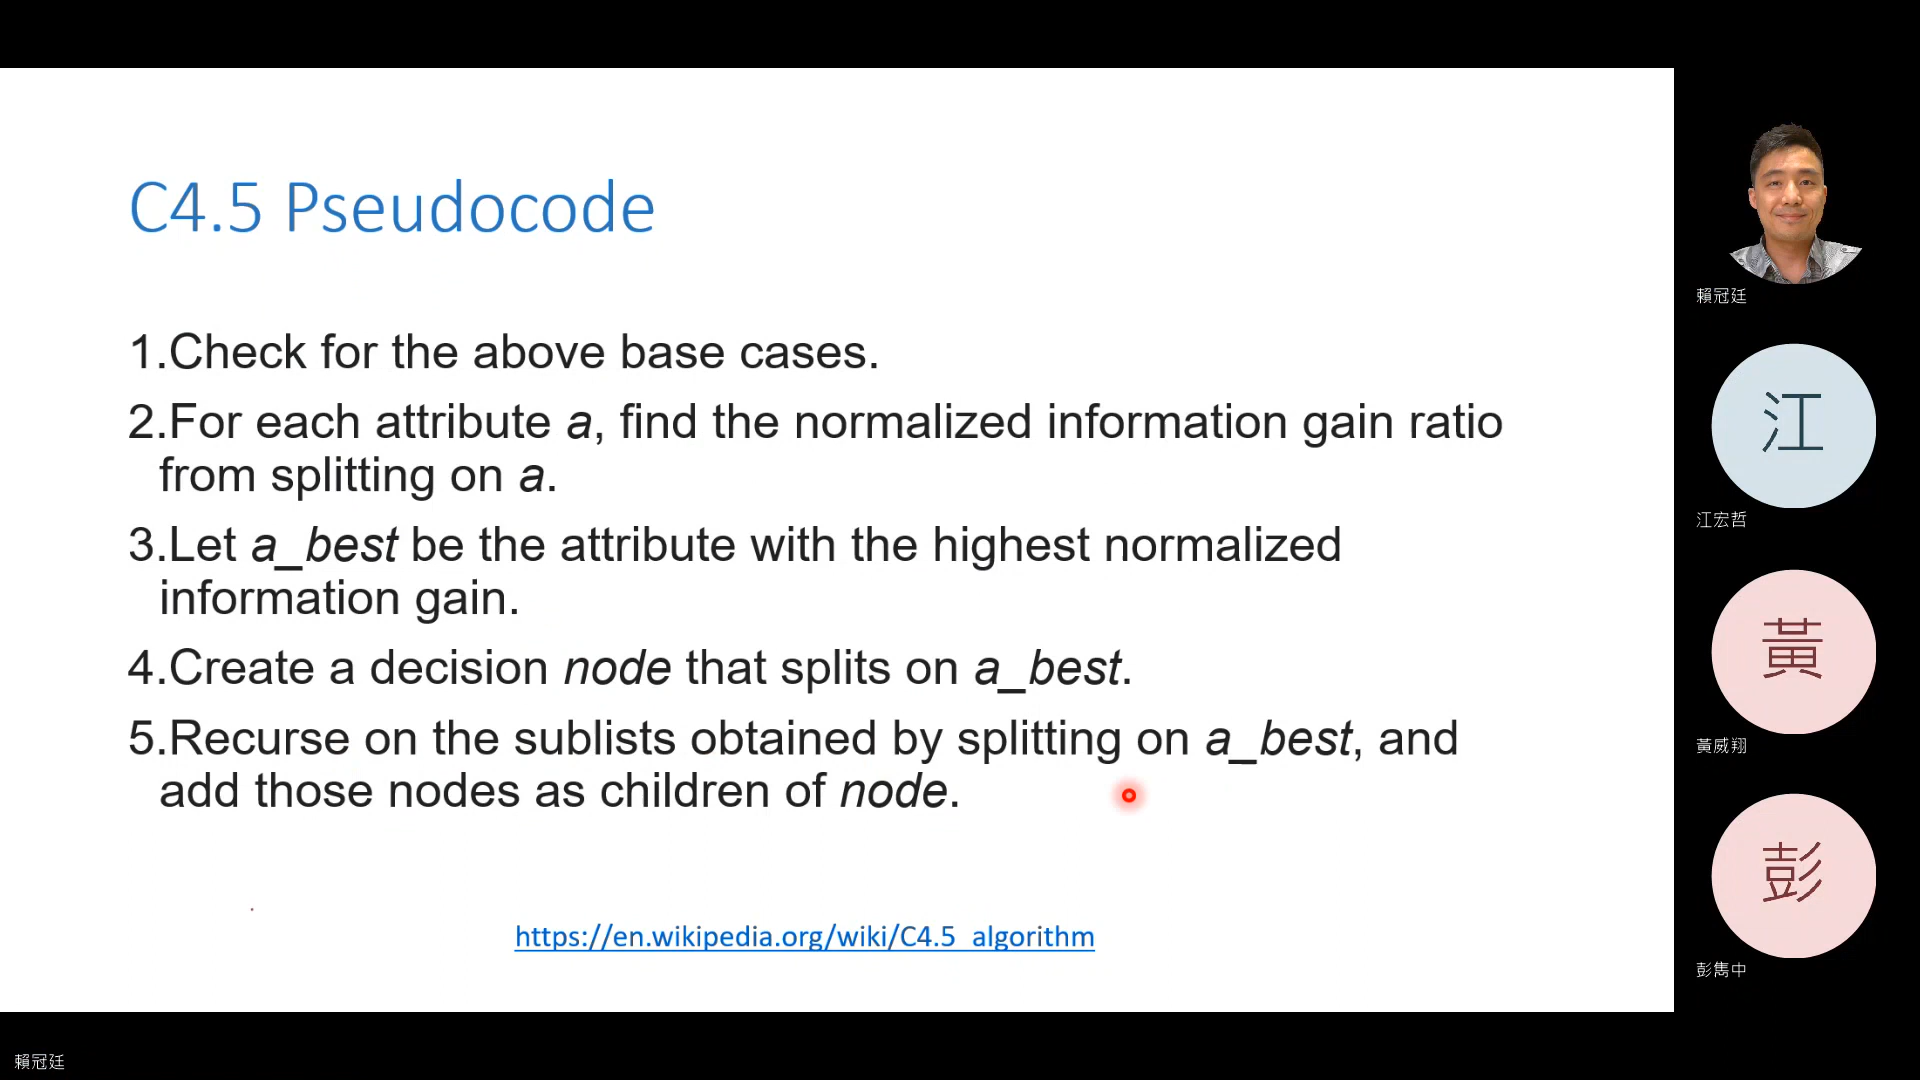 C4.5 Pseudocode
1.Check for the above base cases.
2.For each attribute a, find the normalized information gain ratio
from splitting on a.
3.Let a_best be the attribute with the highest normalized
information gain.
4.Create a decision node that splits on a_best.
5.Recurse on the sublists obtained by splitting on a_best, and
add those nodes as children of node.
https://en.wikipedia.org/wiki/C4.5_algorithm
賴冠廷
江
江宏哲
黃
黃威翔
彭
彭雋中
賴冠廷